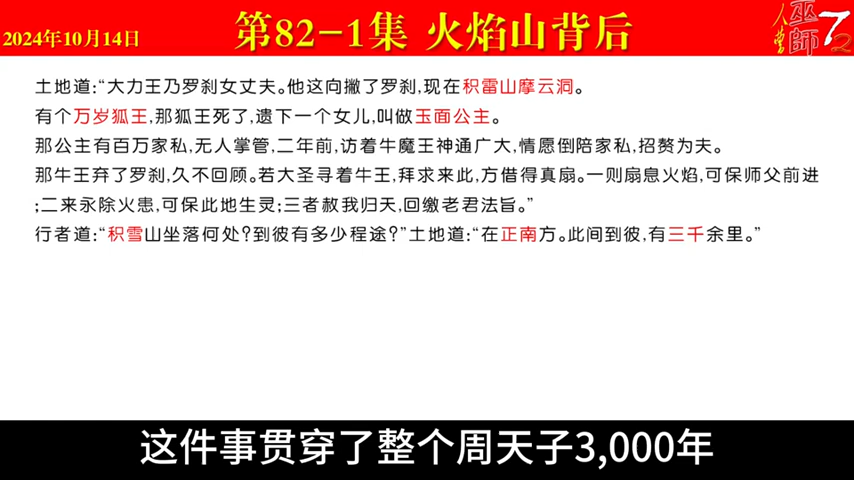 2024年10月14日
第82-1集 火焰山背后
人曾
巫師
72
土地道:“大力王乃罗刹女丈夫。他这向撇了罗刹,现在积雷山摩云洞。
有个万岁狐王,那狐王死了,遗下一个女儿,叫做玉面公主。
那公主有百万家私,无人掌管,二年前,访着牛魔王神通广大,情愿倒陪家私,招赘为夫。
那牛王弃了罗刹,久不回顾。若大圣寻着牛王,拜求来此,方借得真扇。一则扇息火焰,可保师父前进
;二来永除火患,可保此地生灵;三者赦我归天,回缴老君法旨。”
行者道:“积雪山坐落何处?到彼有多少程途?”土地道:“在正南方。此间到彼,有三千余里。”
这件事贯穿了整个周天子3,000年